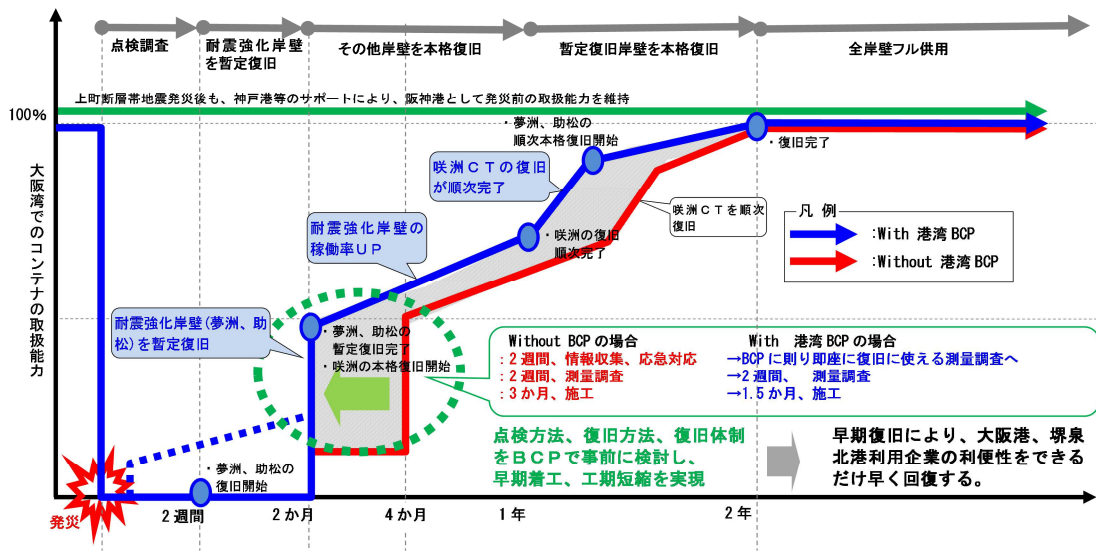 点検調査
耐震強化岸壁
を暫定復旧
その他岸壁を本格復旧
暫定復旧岸壁を本格復旧
全岸壁フル供用
上町断層帯地震発災後も、神戸港等のサポートにより、阪神港として発災前の取扱能力を維持
100%
大阪湾でのコンテナの取扱能力
・夢洲、助松の
順次本格復旧開始
・復旧完了
咲洲CTの復旧
が順次完了
咲洲CTを順次
復旧
凡 例
:With 港湾BCP
:Without 港湾BCP
耐震強化岸壁の
稼働率UP
・咲洲の復旧
順次完了
耐震強化岸壁(夢洲、助
松)を暫定復旧
・夢洲、助松の
暫定復旧完了
・咲洲の本格復旧開始
Without BCPの場合
:2週間、情報収集、応急対応
:2週間、測量調査
:3か月、施工
With 港湾BCPの場合
→BCPに則り即座に復旧に使える測量調査へ
→2週間、 測量調査
→1.5か月、施工
点検方法、復旧方法、復旧体制
をBCPで事前に検討し、
早期着工、工期短縮を実現
早期復旧により、大阪港、堺泉
北港利用企業の利便性をできる
だけ早く回復する。
・夢洲、助松の
復旧開始
発災
2週間
2か月
4か月
1年
2年